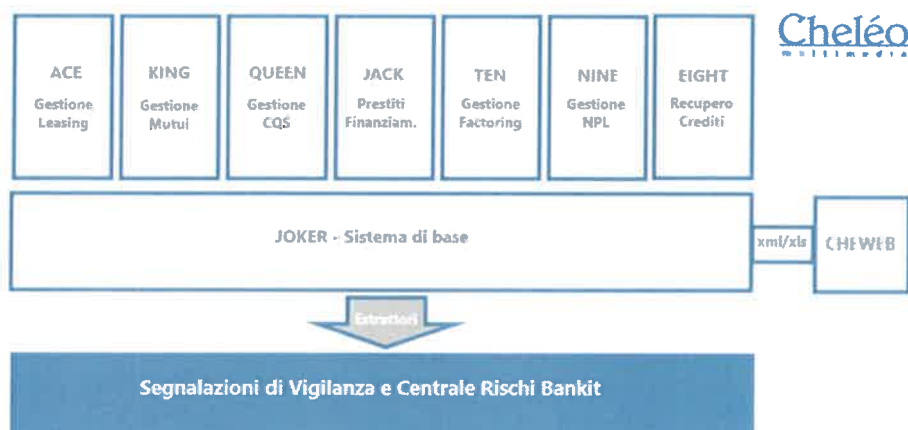 Cheléo
multimedia
ACE
Gestione
Leasing
KING
Gestione
Mutui
QUEEN
Gestione
CQS
JACK
Prestiti
Finanziam.
TEN
Gestione
Factoring
NINE
Gestione
NPL
EIGHT
Recupero
Crediti
JOKER - Sistema di base
xml/xls
CHEWEB
Estrattori
Segnalazioni di Vigilanza e Centrale Rischi Bankit